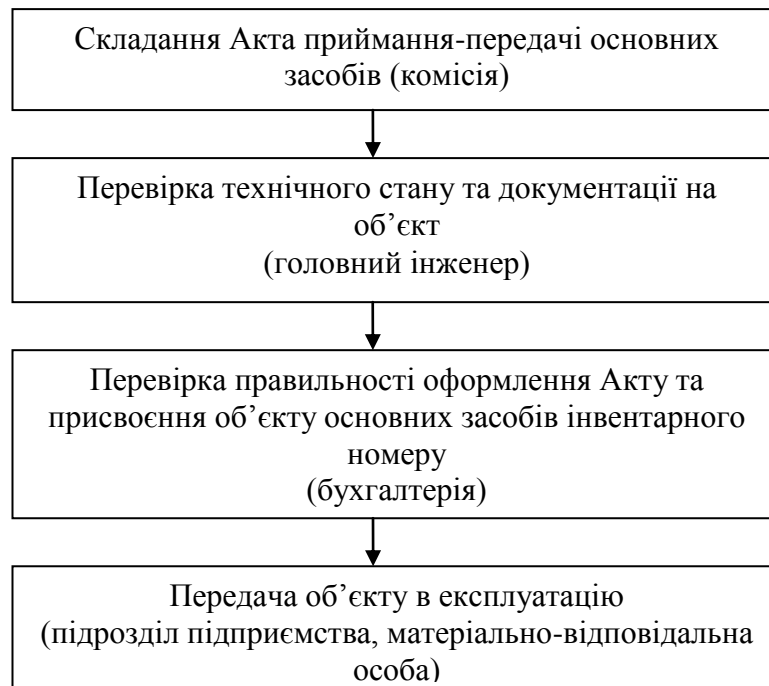 Складання Акта приймання-передачі основних
засобів (комісія)
Перевірка технічного стану та документації на
об’єкт
(головний інженер)
Перевірка правильності оформлення Акту та
присвоєння об’єкту основних засобів інвентарного
номеру
(бухгалтерія)
Передача об’єкту в експлуатацію
(підрозділ підприємства, матеріально-відповідальна
особа)